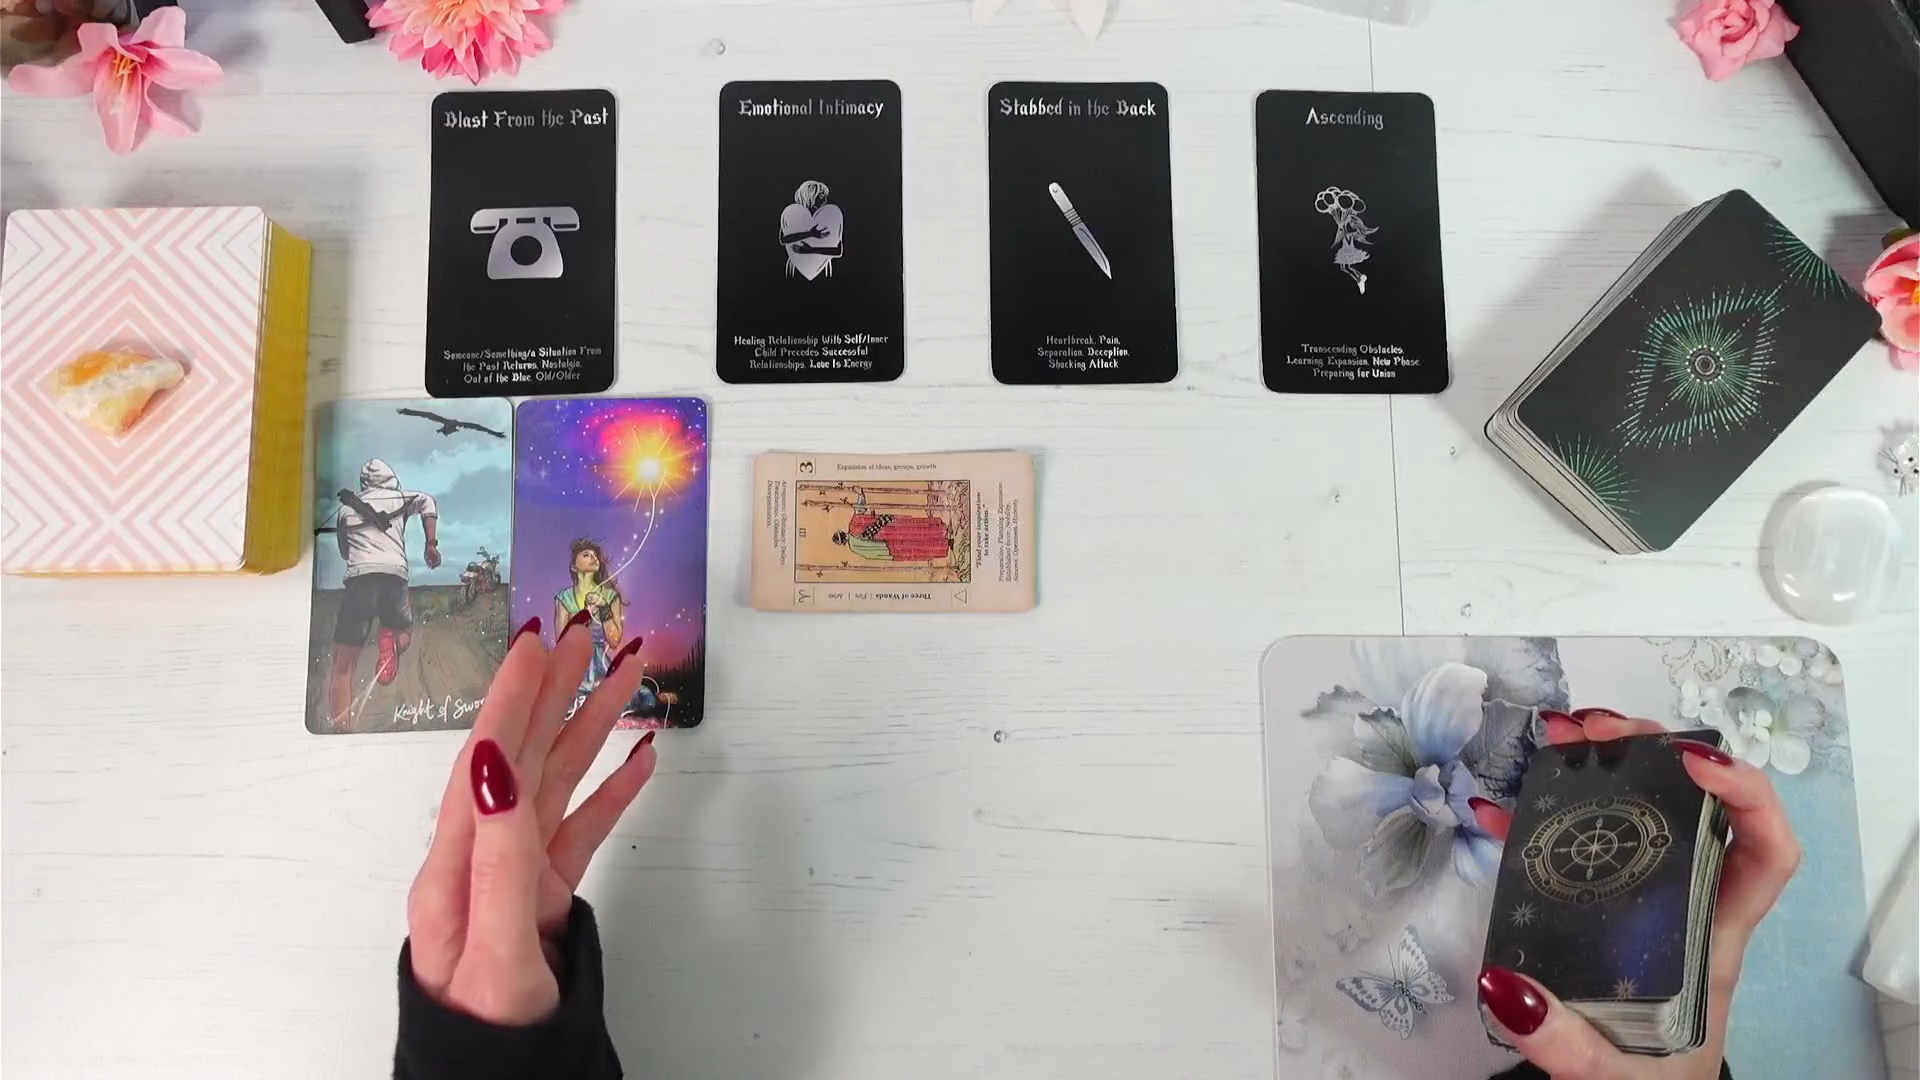 Blast From the Past
Someone/Something/a Situation From
the Past Returns. Nostalgia.
Out of the Blue. Old/Older
Emotional Intimacy
Healing Relationship With Self/Inner
Child Precedes Successful
Relationships. Love Is Energy
Stabbed in the Back
Heartbreak. Pain.
Separation. Deception.
Shocking Attack
Ascending
Transcending Obstacles.
Learning. Expansion. New Phase.
Preparing for Union
Knight of Swor
3
Expansion of ideas, groups, growth
III
"Find your inspiration
to take action."
Three of Wands | Fire | Aries